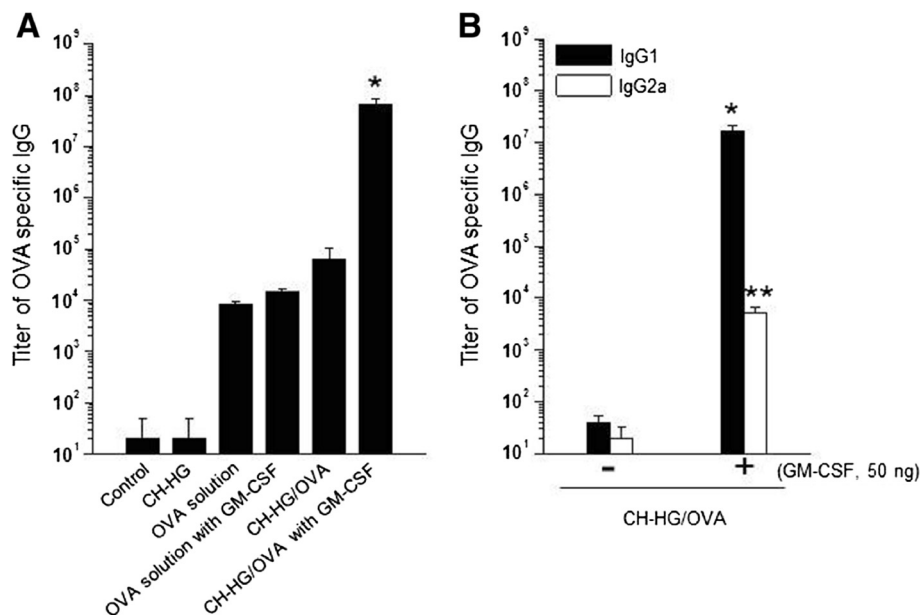 A
Titer of OVA specific IgG
10⁹
10⁸
10⁷
10⁶
10⁵
10⁴
10³
10²
10¹
*
Control
CH-HG
OVA solution
OVA solution with GM-CSF
CH-HG/OVA
CH-HG/OVA with GM-CSF
B
Titer of OVA specific IgG
10⁹
10⁸
10⁷
10⁶
10⁵
10⁴
10³
10²
10¹
IgG1
IgG2a
*
**
- + (GM-CSF, 50 ng)
CH-HG/OVA